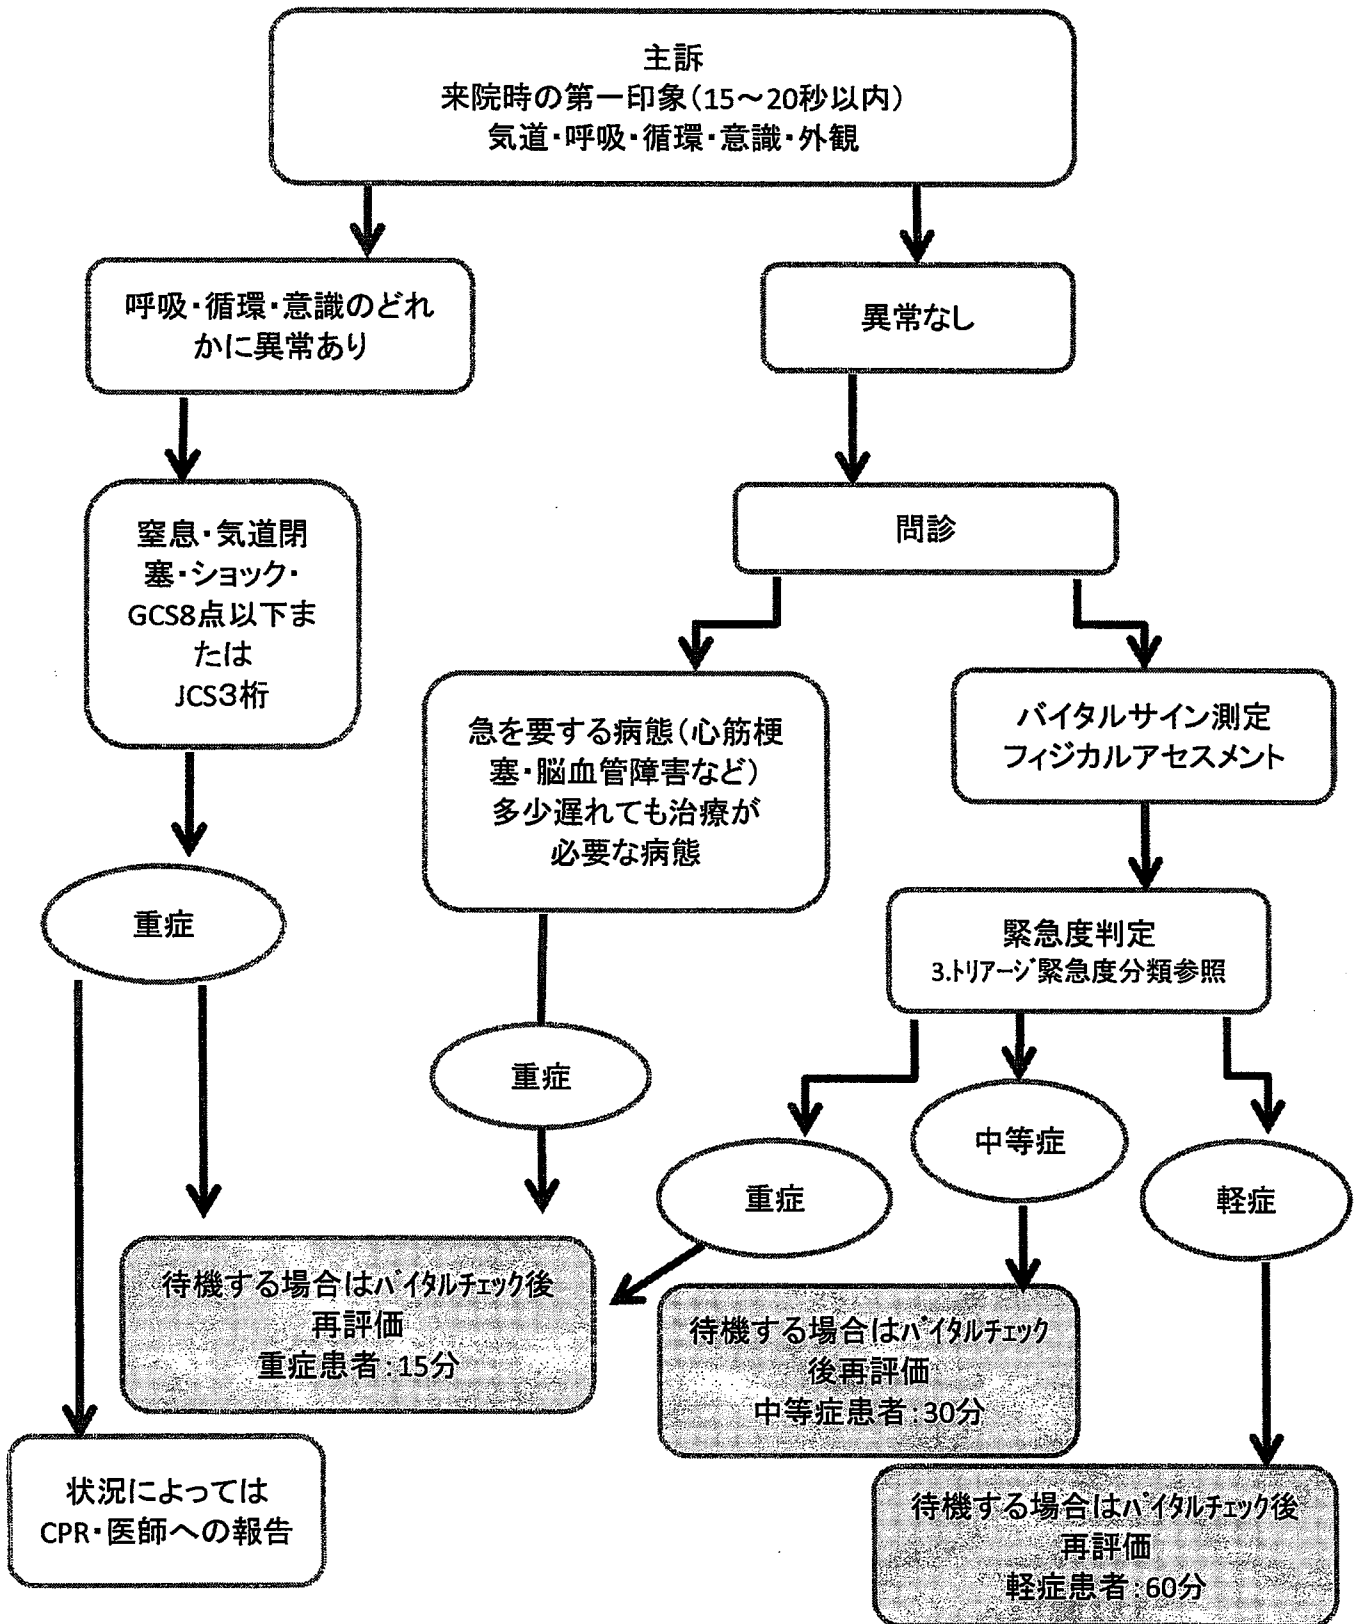 主訴
来院時の第一印象(15～20秒以内)
気道・呼吸・循環・意識・外観
呼吸・循環・意識のどれ
かに異常あり
異常なし
窒息・気道閉
塞・ショック・
GCS8点以下ま
たは
JCS3桁
問診
急を要する病態(心筋梗
塞・脳血管障害など)
多少遅れても治療が
必要な病態
バイタルサイン測定
フィジカルアセスメント
重症
緊急度判定
3.ﾄﾘｱｰｼﾞ緊急度分類参照
重症
中等症
重症
軽症
待機する場合はﾊﾞｲﾀﾙﾁｪｯｸ後
再評価
重症患者:15分
待機する場合はﾊﾞｲﾀﾙﾁｪｯｸ
後再評価
中等症患者:30分
状況によっては
CPR・医師への報告
待機する場合はﾊﾞｲﾀﾙﾁｪｯｸ後
再評価
軽症患者:60分